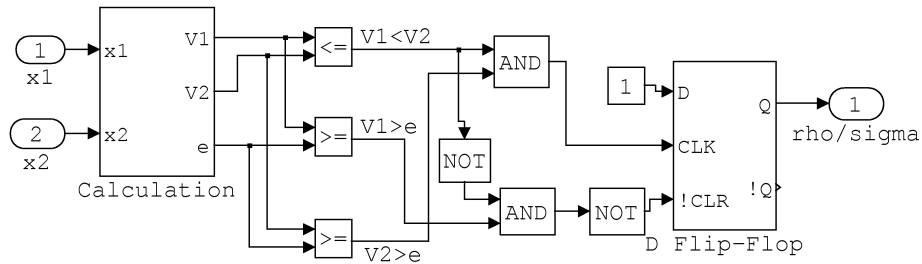 1
x1
2
x2
x1
x2
V1
V2
e
Calculation
<=
V1<V2
>=
V1>e
>=
V2>e
AND
NOT
AND
NOT
1
D
CLK
!CLR
Q
!Q
D Flip-Flop
1
rho/sigma